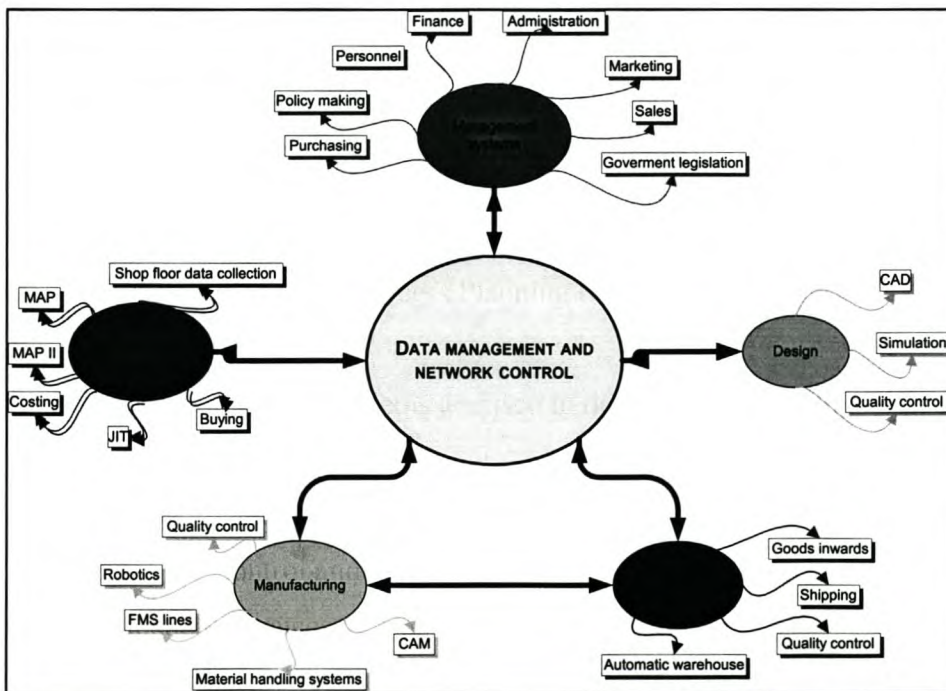 Finance
Administration
Personnel
Marketing
Policy making
Sales
Management
systems
Purchasing
Goverment legislation
Shop floor data collection
MAP
CAD
DATA MANAGEMENT AND
NETWORK CONTROL
MAP II
Design
Simulation
Costing
Quality control
JIT
Buying
Quality control
Goods inwards
Robotics
Manufacturing
Shipping
FMS lines
CAM
Quality control
Automatic warehouse
Material handling systems